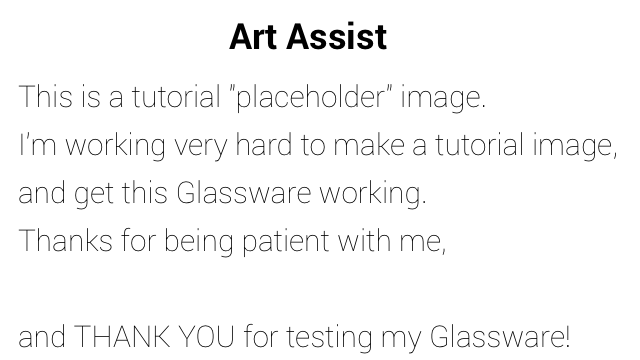 Art Assist
This is a tutorial "placeholder" image.
I'm working very hard to make a tutorial image,
and get this Glassware working.
Thanks for being patient with me,
and THANK YOU for testing my Glassware!